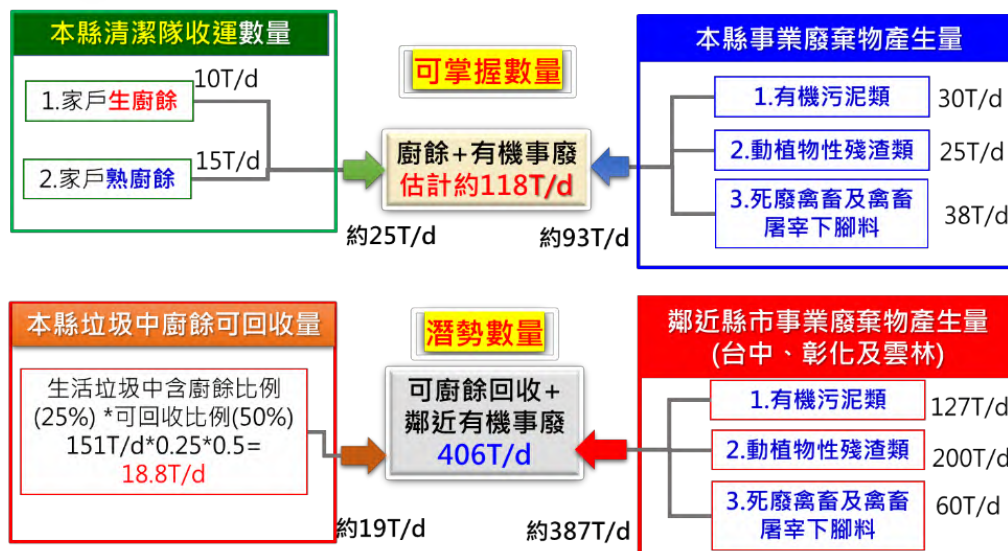 本縣清潔隊收運數量
1.家戶生廚餘
10T/d
2.家戶熟廚餘
15T/d
約25T/d
可掌握數量
廚餘+有機事廢
估計約118T/d
約93T/d
本縣事業廢棄物產生量
1.有機污泥類
30T/d
2.動植物性殘渣類
25T/d
3.死廢禽畜及禽畜
屠宰下腳料
38T/d
本縣垃圾中廚餘可回收量
生活垃圾中含廚餘比例
(25%) *可回收比例(50%)
151T/d*0.25*0.5=
18.8T/d
約19T/d
潛勢數量
可廚餘回收+
鄰近有機事廢
406T/d
約387T/d
鄰近縣市事業廢棄物產生量
(台中、彰化及雲林)
1.有機污泥類
127T/d
2.動植物性殘渣類
200T/d
3.死廢禽畜及禽畜
屠宰下腳料
60T/d